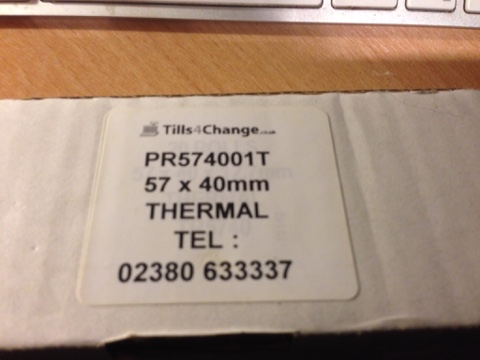 Tills4Change.co.uk
PR574001T
57 x 40mm
THERMAL
TEL :
02380 633337